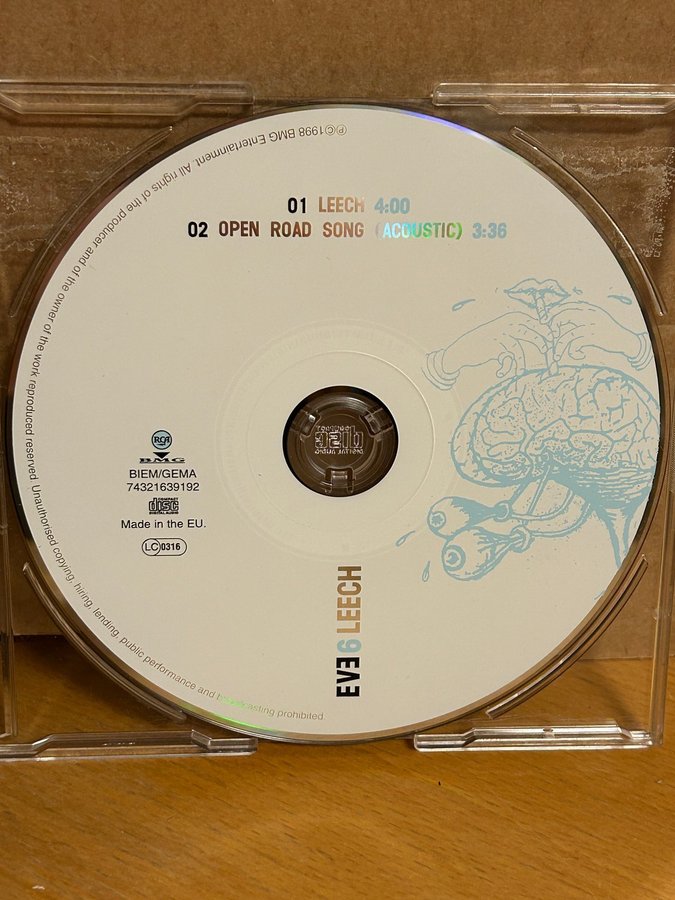 ℗©1998 BMG Entertainment. All rights of the producer and of the owner of the work reproduced reserved. Unauthorised copying, hiring, lending, public performance and broadcasting prohibited
01 LEECH 4:00
02 OPEN ROAD SONG (ACOUSTIC) 3:36
RCA
BMG
BIEM/GEMA
74321639192
COMPACT
disc
DIGITAL AUDIO
Made in the EU.
LC 0316
EVE 6 LEECH